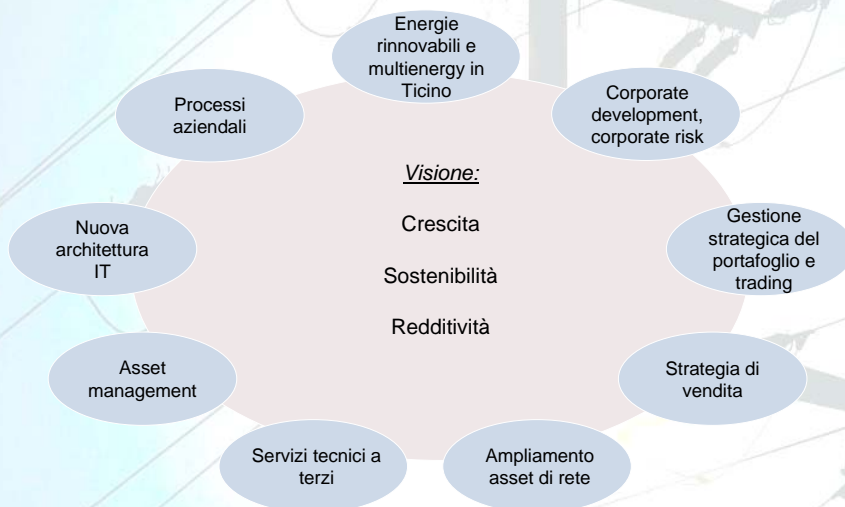 Energie
rinnovabili e
multienergy in
Ticino
Corporate
development,
corporate risk
Gestione
strategica del
portafoglio e
trading
Strategia di
vendita
Ampliamento
asset di rete
Servizi tecnici a
terzi
Asset
management
Nuova
architettura
IT
Processi
aziendali
Visione:
Crescita
Sostenibilità
Redditività